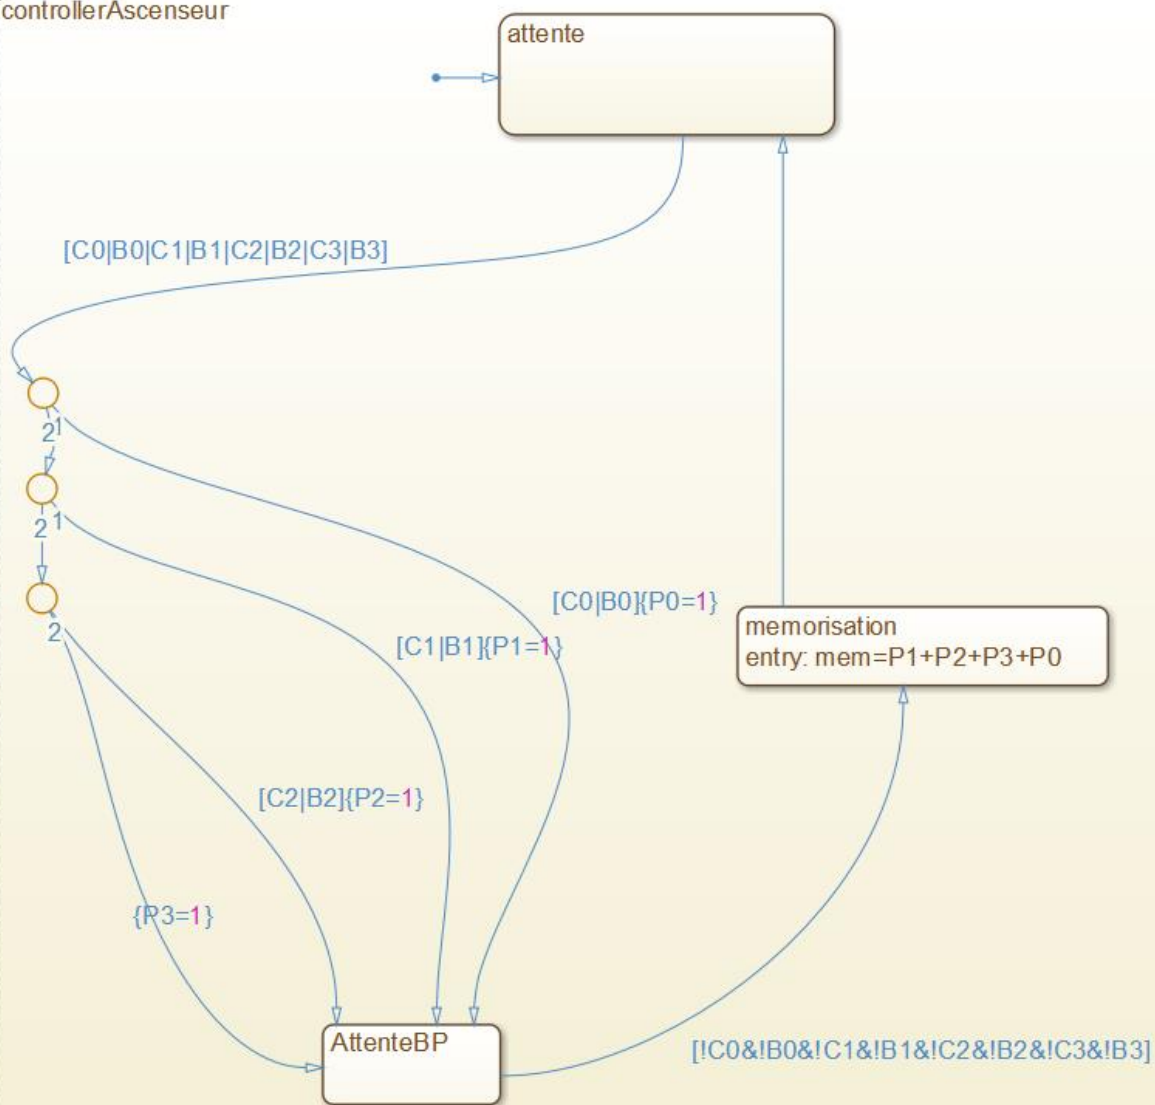 controllerAscenseur
attente
[C0|B0|C1|B1|C2|B2|C3|B3]
2
1
2
1
2
[C0|B0]{P0=1}
[C1|B1]{P1=1}
memorisation
entry: mem=P1+P2+P3+P0
[C2|B2]{P2=1}
{P3=1}
AttenteBP
[!C0&!B0&!C1&!B1&!C2&!B2&!C3&!B3]